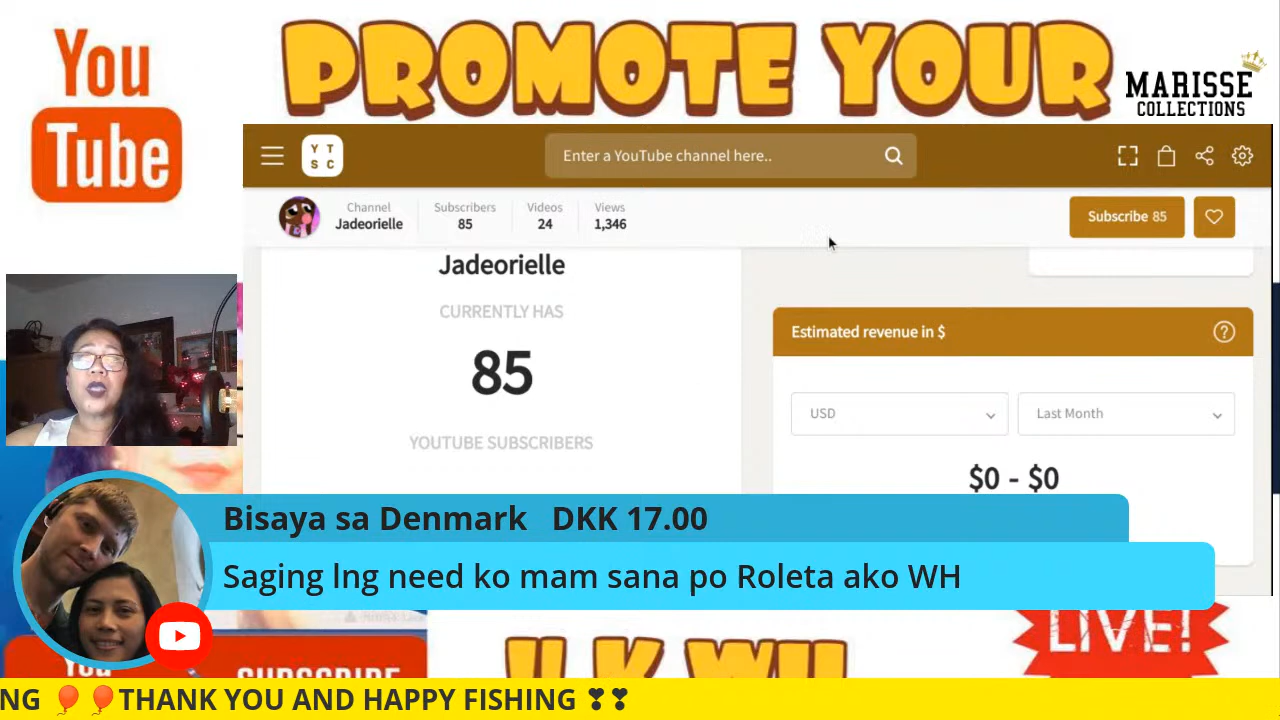 You
Tube
PROMOTE YOUR
MARISSE
COLLECTIONS
Y T
S C
Enter a YouTube channel here..
Channel
Jadeorielle
Subscribers
85
Videos
24
Views
1,346
Subscribe 85
Jadeorielle
CURRENTLY HAS
85
YOUTUBE SUBSCRIBERS
Estimated revenue in $
USD
Last Month
$0 - $0
Bisaya sa Denmark DKK 17.00
Saging lng need ko mam sana po Roleta ako WH
LIVE!
You
SUBSCRIBE
NG 🎈🎈THANK YOU AND HAPPY FISHING ❣❣